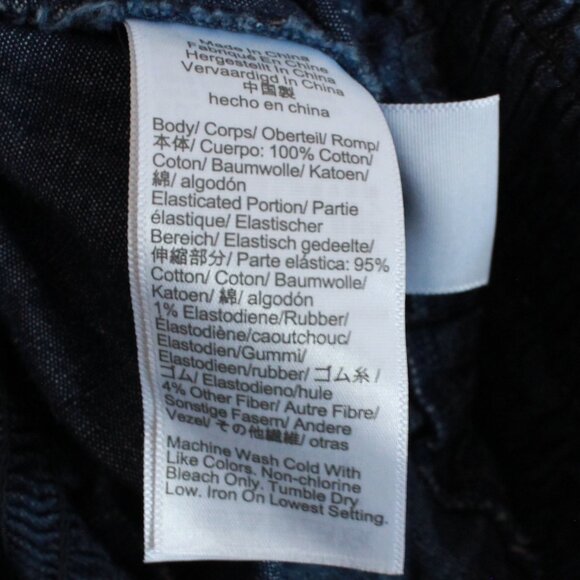 Made in China
Fabriqué En Chine
Hergestellt In China
Vervaardigd In China
中国製
hecho en china
Body/ Corps/ Oberteil/ Romp/
本体/ Cuerpo: 100% Cotton/
Coton/ Baumwolle/ Katoen/
綿/ algodón
Elasticated Portion/ Partie
élastique/ Elastischer
Bereich/ Elastisch gedeelte/
伸縮部分/ Parte elástica: 95%
Cotton/ Coton/ Baumwolle/
Katoen/ 綿/ algodón
1% Elastodiene/Rubber/
Élastodiène/caoutchouc/
Elastodien/Gummi/
Elastodieen/rubber/ ゴム糸 /
ゴム/ Elastodieno/hule
4% Other Fiber/ Autre Fibre/
Sonstige Fasern/ Andere
Vezel/ その他繊維/ otras
Machine Wash Cold With
Like Colors. Non-chlorine
Bleach Only. Tumble Dry
Low. Iron On Lowest Setting.